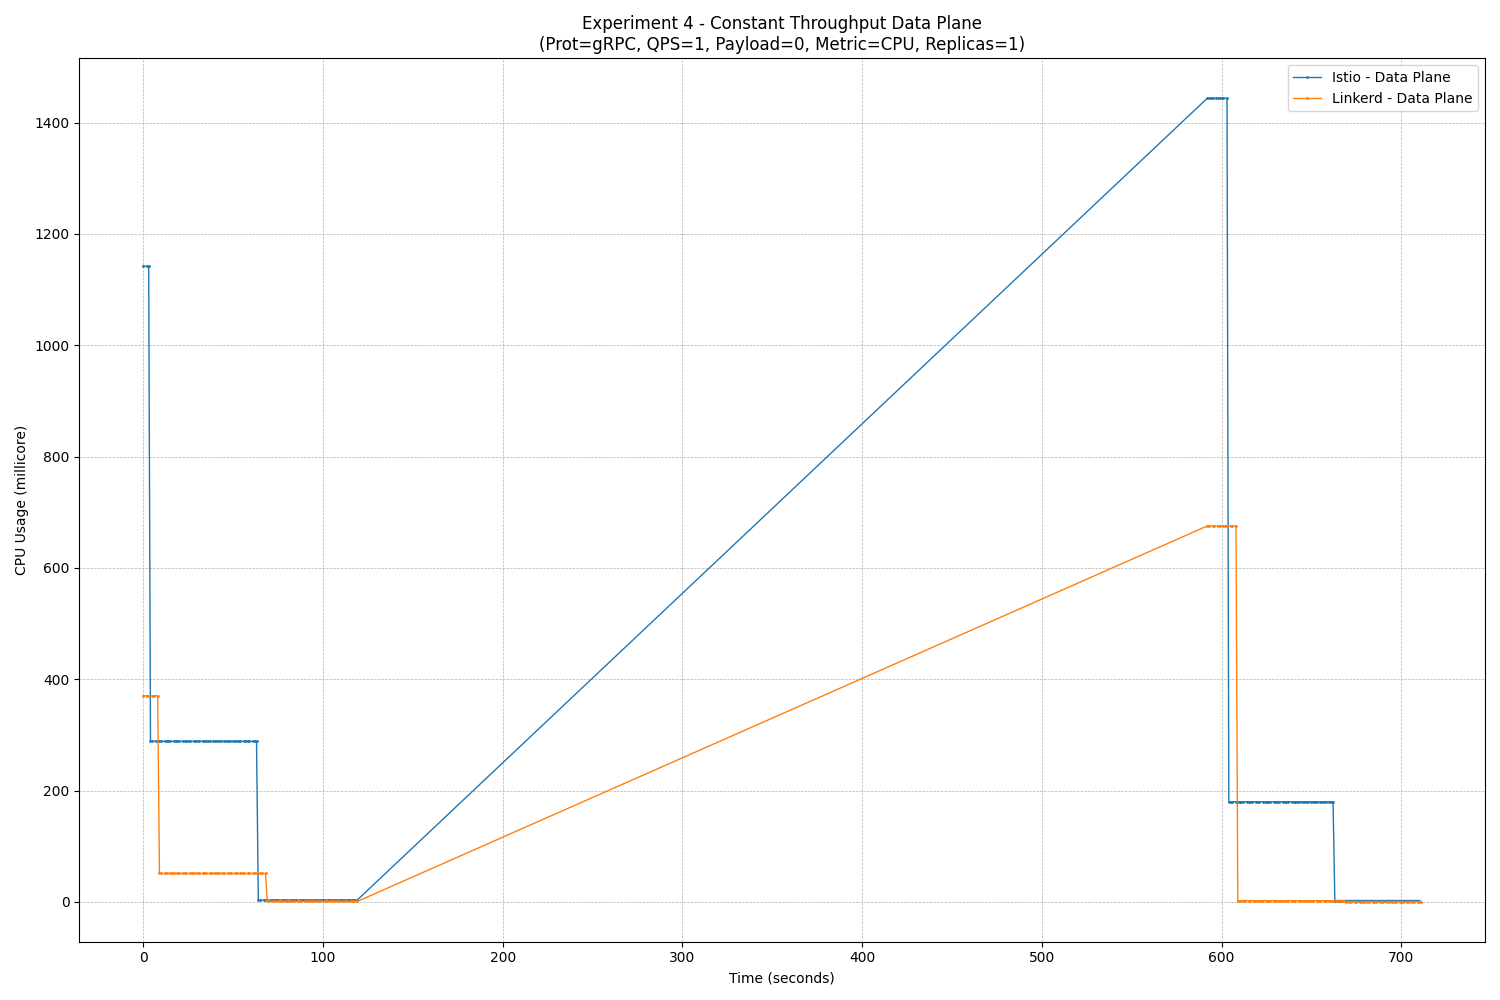 Experiment 4 - Constant Throughput Data Plane
(Prot=gRPC, QPS=1, Payload=0, Metric=CPU, Replicas=1)
Istio - Data Plane
Linkerd - Data Plane
CPU Usage (millicore)
1400
1200
1000
800
600
400
200
0
0 100 200 300 400 500 600 700
Time (seconds)